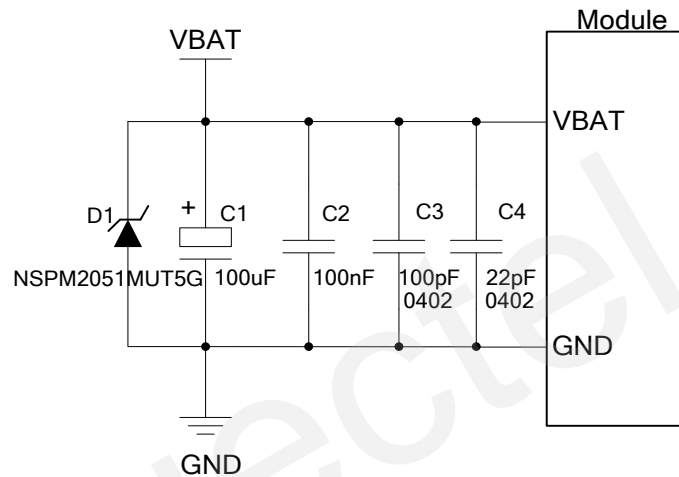 Module
VBAT
VBAT
D1
+
C1
C2
C3
C4
NSPM2051MUT5G
100uF
100nF
100pF
0402
22pF
0402
GND
GND